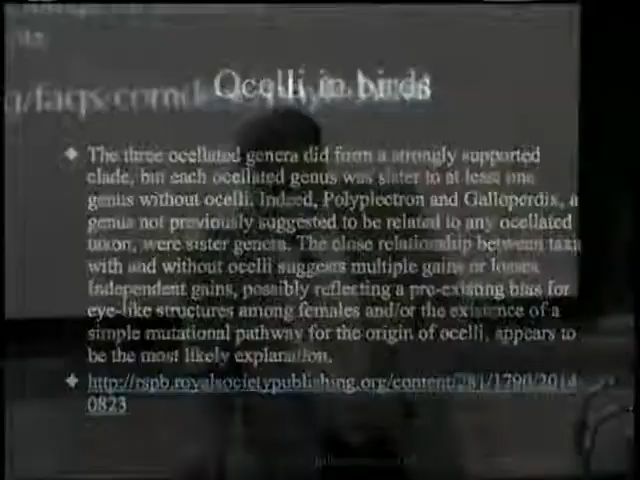 q/faqs.com
Ocelli in birds
The three ocellated genera did form a strongly supported
clade, but each ocellated genus was sister to at least one
genus without ocelli. Indeed, Polyplectron and Galloperdix, a
genus not previously suggested to be related to any ocellated
taxon, were sister genera. The close relationship between taxa
with and without ocelli suggests multiple gains or losses.
Independent gains, possibly reflecting a pre-existing bias for
eye-like structures among females and/or the existence of a
simple mutational pathway for the origin of ocelli, appears to
be the most likely explanation.
http://rspb.royalsocietypublishing.org/content/281/1790/2014
0823